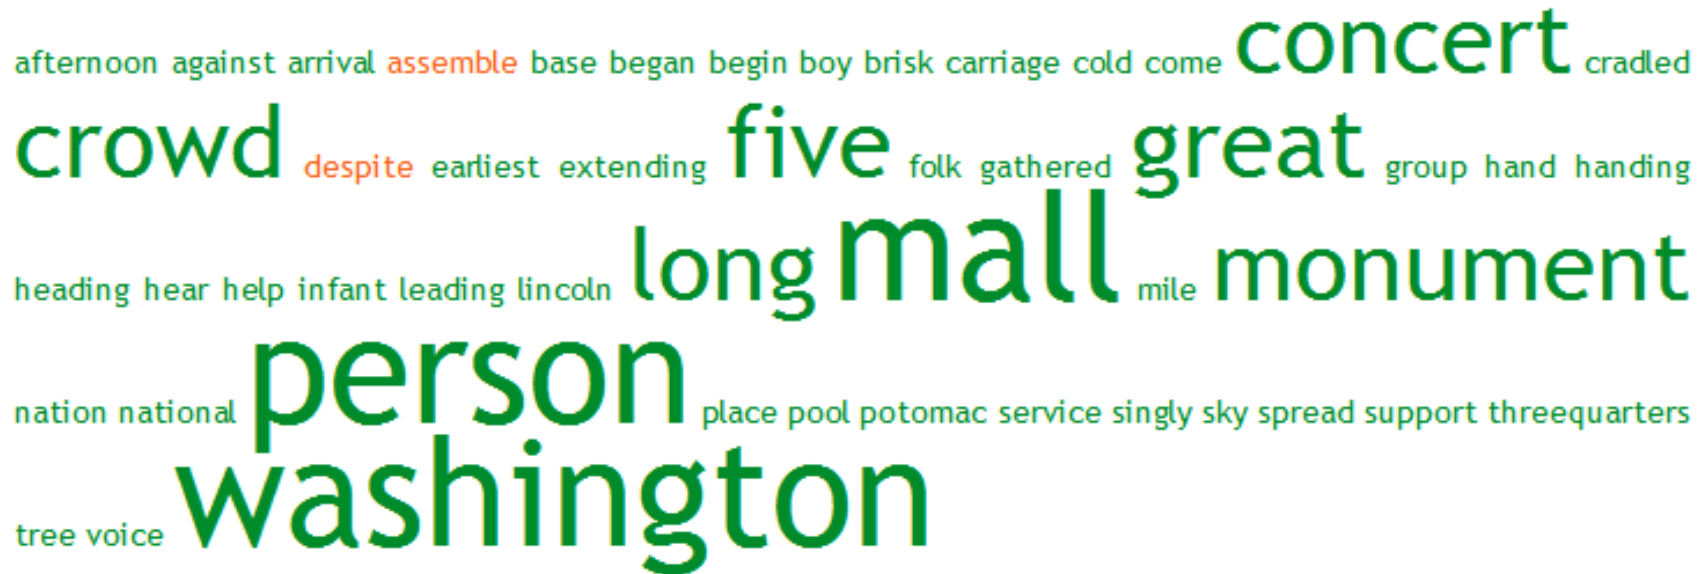 afternoon against arrival assemble base began begin boy brisk carriage cold come concert cradled
crowd despite earliest extending five folk gathered great group hand handing
heading hear help infant leading lincoln long mall mile monument
nation national person place pool potomac service singly sky spread support threequarters
tree voice washington